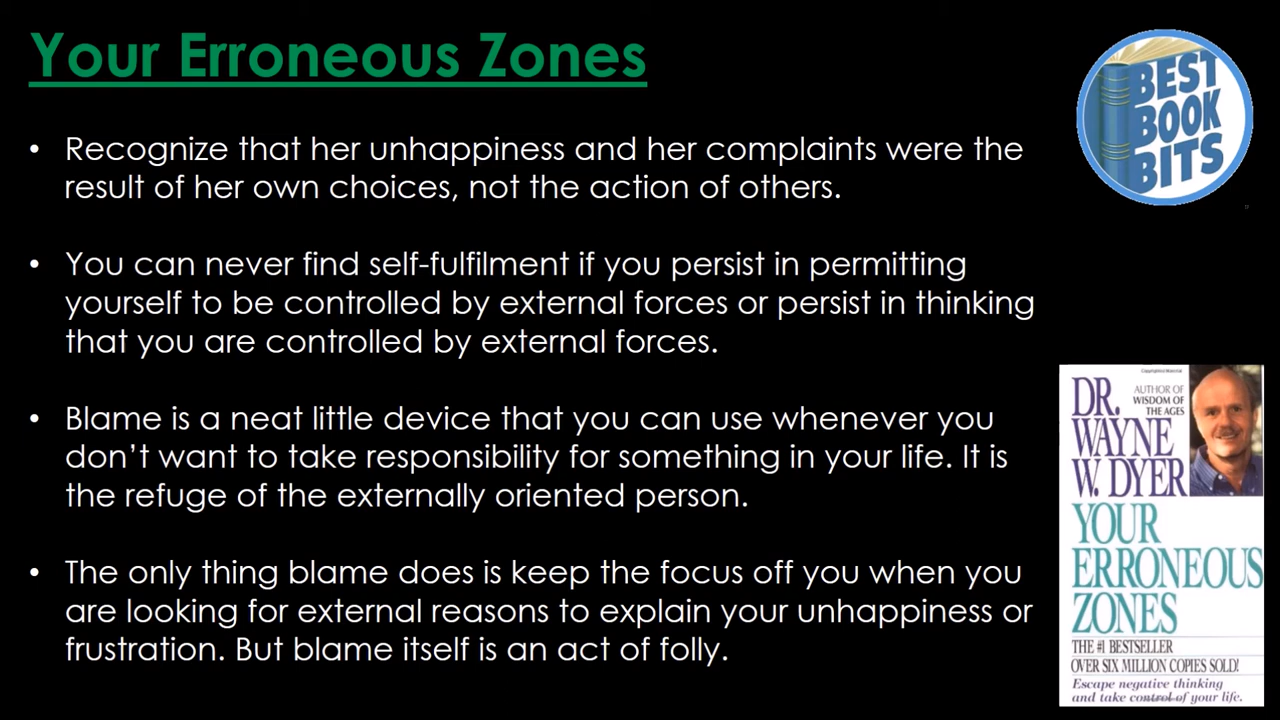 Your Erroneous Zones
BEST
BOOK
BITS
• Recognize that her unhappiness and her complaints were the
result of her own choices, not the action of others.
• You can never find self-fulfilment if you persist in permitting
yourself to be controlled by external forces or persist in thinking
that you are controlled by external forces.
• Blame is a neat little device that you can use whenever you
don’t want to take responsibility for something in your life. It is
the refuge of the externally oriented person.
• The only thing blame does is keep the focus off you when you
are looking for external reasons to explain your unhappiness or
frustration. But blame itself is an act of folly.
Copyrighted Material
DR.
WAYNE
W. DYER
AUTHOR OF
WISDOM OF
THE AGES
YOUR
ERRONEOUS
ZONES
THE #1 BESTSELLER
OVER SIX MILLION COPIES SOLD!
Escape negative thinking
and take control of your life.